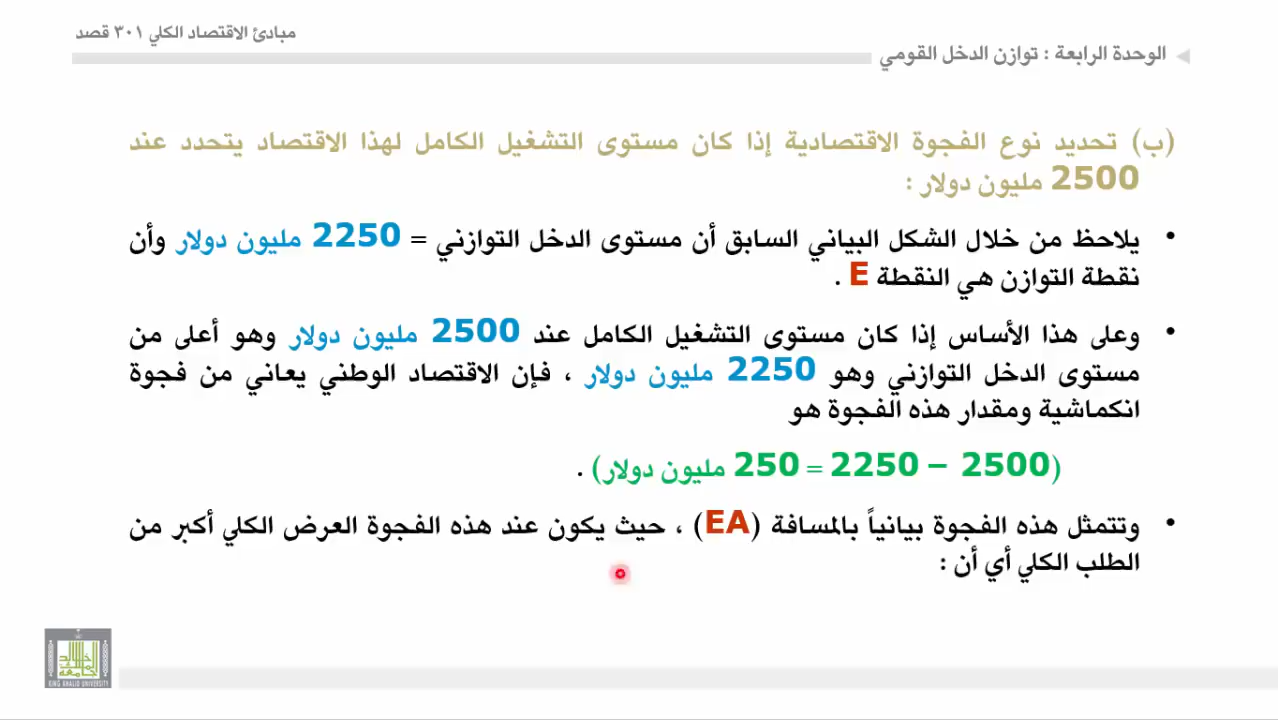 مبادئ الاقتصاد الكلي ٣٠١ قصد
الوحدة الرابعة : توازن الدخل القومي
(ب) تحديد نوع الفجوة الاقتصادية إذا كان مستوى التشغيل الكامل لهذا الاقتصاد يتحدد عند
2500 مليون دولار :
• يلاحظ من خلال الشكل البياني السابق أن مستوى الدخل التوازني = 2250 مليون دولار وأن
نقطة التوازن هي النقطة E .
• وعلى هذا الأساس إذا كان مستوى التشغيل الكامل عند 2500 مليون دولار وهو أعلى من
مستوى الدخل التوازني وهو 2250 مليون دولار ، فإن الاقتصاد الوطني يعاني من فجوة
انكماشية ومقدار هذه الفجوة هو
(2500 – 2250 = 250 مليون دولار) .
• وتتمثل هذه الفجوة بيانياً بالمسافة (EA) ، حيث يكون عند هذه الفجوة العرض الكلي أكبر من
الطلب الكلي أي أن :
KING KHALID UNIVERSITY